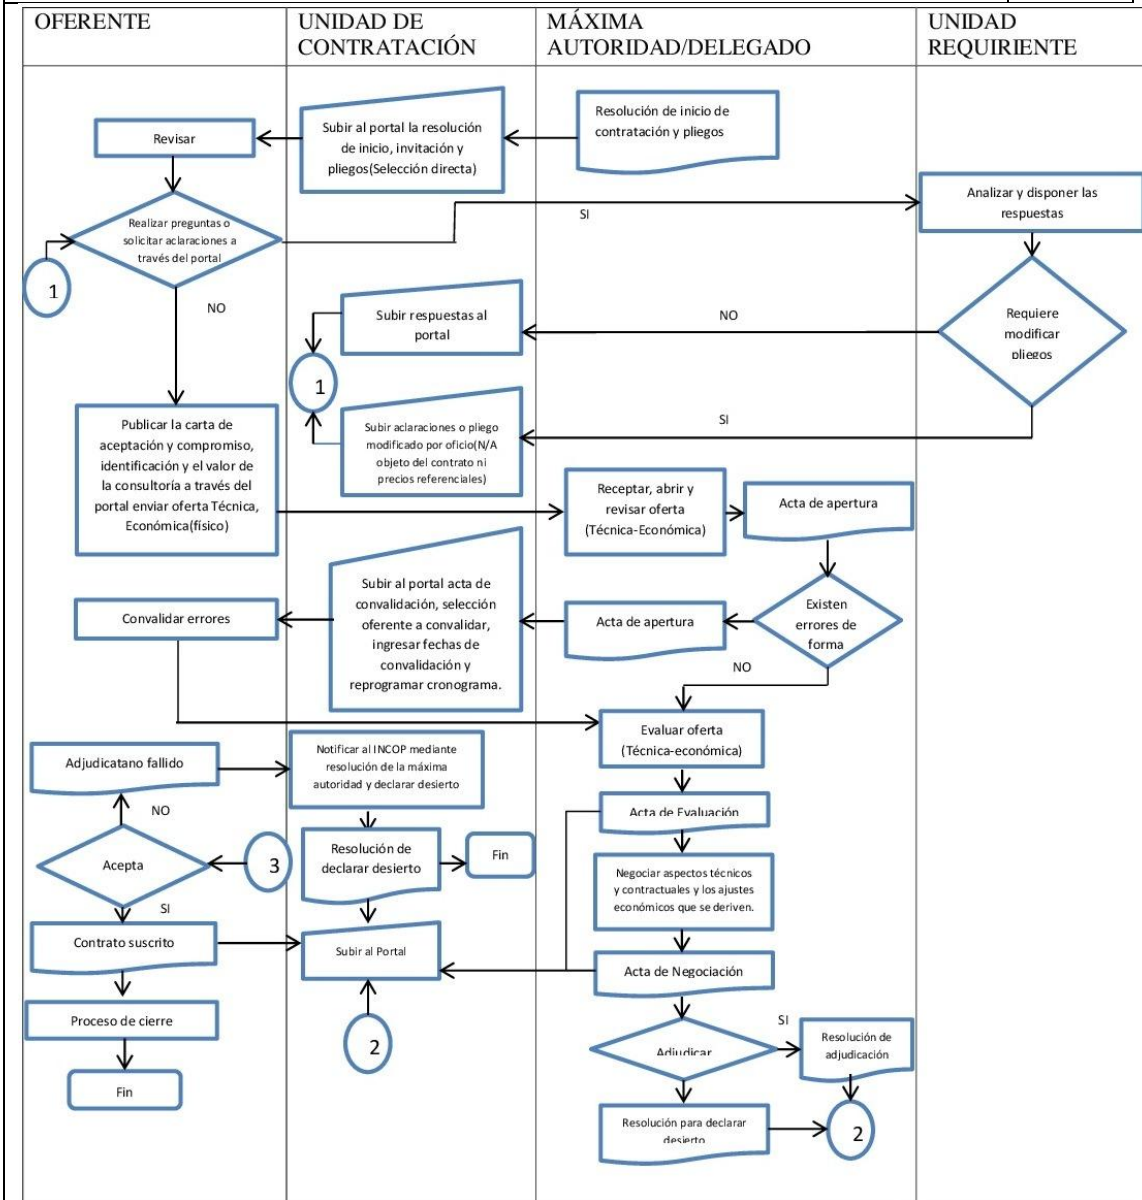 OFERENTE
UNIDAD DE
CONTRATACIÓN
MÁXIMA
AUTORIDAD/DELEGADO
UNIDAD
REQUIRIENTE
Revisar
Subir al portal la resolución
de inicio, invitación y
pliegos(Selección directa)
Resolución de inicio de
contratación y pliegos
Realizar preguntas o
solicitar aclaraciones a
través del portal
SI
Analizar y disponer las
respuestas
1
NO
Subir respuestas al
portal
NO
Requiere
modificar
pliegos
1
SI
Publicar la carta de
aceptación y compromiso,
identificación y el valor de
la consultoría a través del
portal enviar oferta Técnica,
Económica(físico)
Subir aclaraciones o pliego
modificado por oficio(N/A
objeto del contrato ni
precios referenciales)
Receptar, abrir y
revisar oferta
(Técnica-Económica)
Acta de apertura
Convalidar errores
Subir al portal acta de
convalidación, selección
oferente a convalidar,
ingresar fechas de
convalidación y
reprogramar cronograma.
Acta de apertura
Existen
errores de
forma
NO
Evaluar oferta
(Técnica-económica)
Adjudicatano fallido
Notificar al INCOP mediante
resolución de la máxima
autoridad y declarar desierto
NO
Acta de Evaluación
Acepta
3
Resolución de
declarar desierto
Fin
Negociar aspectos técnicos
y contractuales y los ajustes
económicos que se deriven.
SI
Contrato suscrito
Subir al Portal
Acta de Negociación
Proceso de cierre
2
Adjudicar
SI
Resolución de
adjudicación
Fin
Resolución para declarar
desierto
2